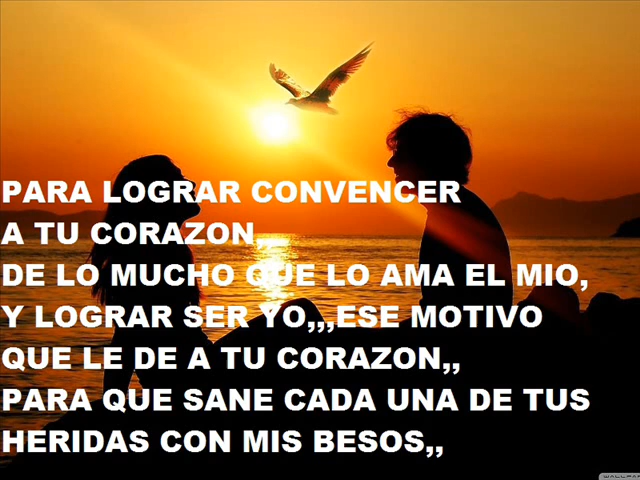 PARA LOGRAR CONVENCER
A TU CORAZON,,
DE LO MUCHO QUE LO AMA EL MIO,
Y LOGRAR SER YO,,,ESE MOTIVO
QUE LE DE A TU CORAZON,,
PARA QUE SANE CADA UNA DE TUS
HERIDAS CON MIS BESOS,,